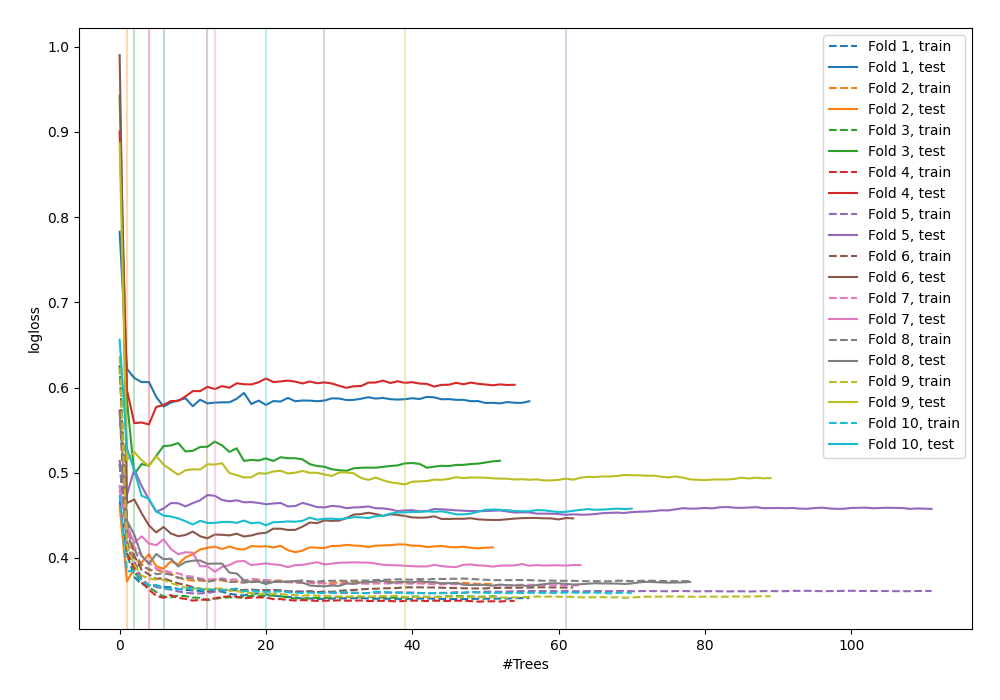 1.0
0.9
0.8
0.7
0.6
0.5
0.4
logloss
0
20
40
60
80
100
#Trees
Fold 1, train
Fold 1, test
Fold 2, train
Fold 2, test
Fold 3, train
Fold 3, test
Fold 4, train
Fold 4, test
Fold 5, train
Fold 5, test
Fold 6, train
Fold 6, test
Fold 7, train
Fold 7, test
Fold 8, train
Fold 8, test
Fold 9, train
Fold 9, test
Fold 10, train
Fold 10, test